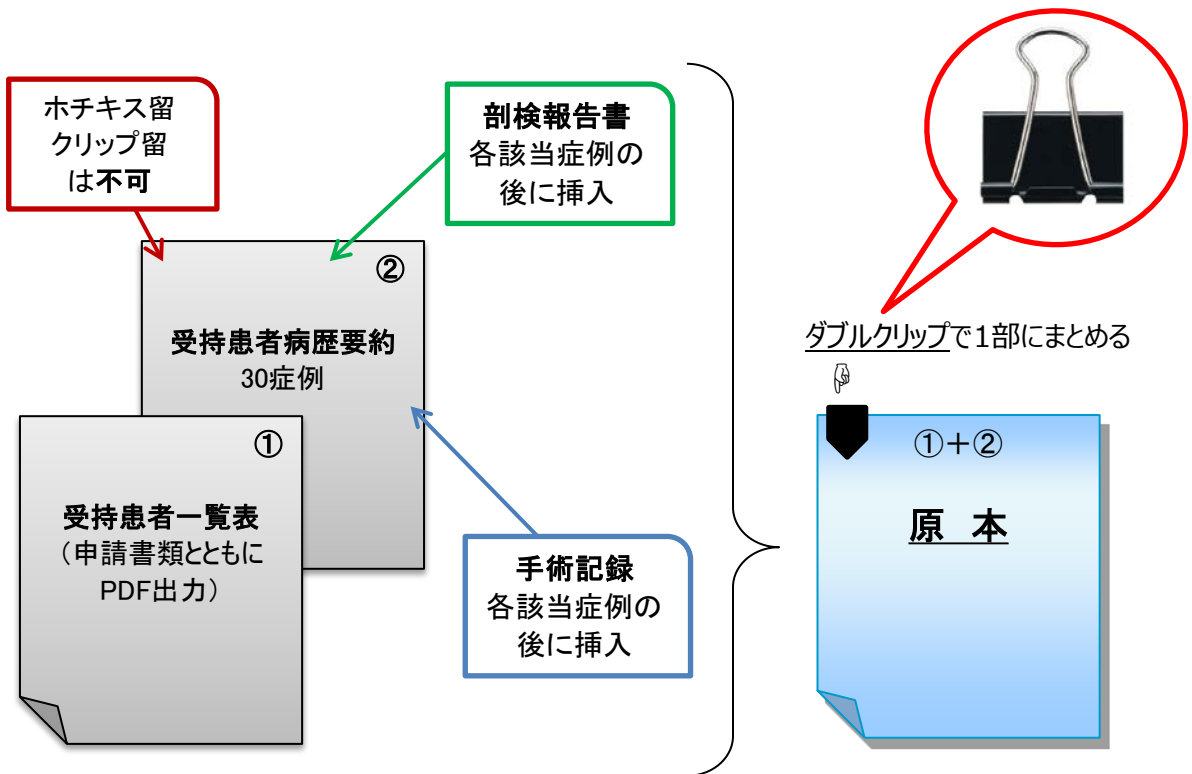 ホチキス留
クリップ留
は不可
剖検報告書
各該当症例の
後に挿入
②
受持患者病歴要約
30症例
①
受持患者一覧表
（申請書類とともに
PDF出力）
手術記録
各該当症例の
後に挿入
ダブルクリップで1部にまとめる
①＋②
原　本